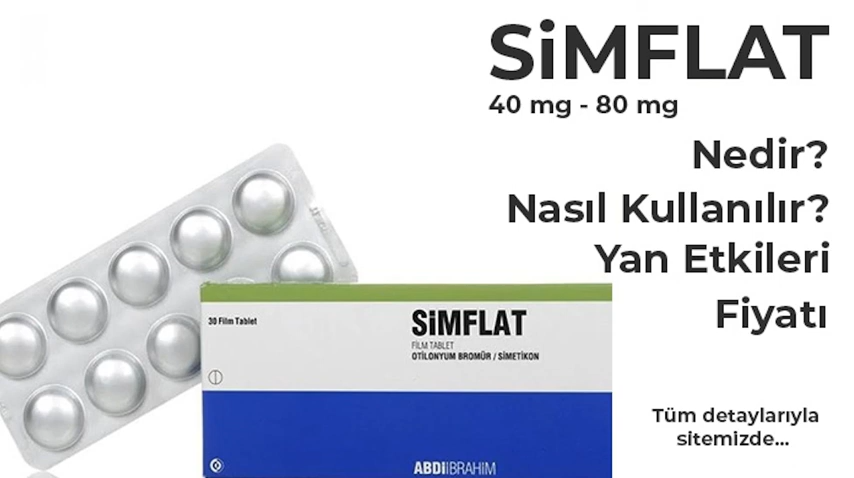 SiMFLAT
40 mg - 80 mg
Nedir?
Nasıl Kullanılır?
Yan Etkileri
Fiyatı
30 Film Tablet
SiMFLAT
FİLM TABLET
OTİLONYUM BROMÜR / SİMETİKON
ABDİİBRAHİM
Tüm detaylarıyla
sitemizde...